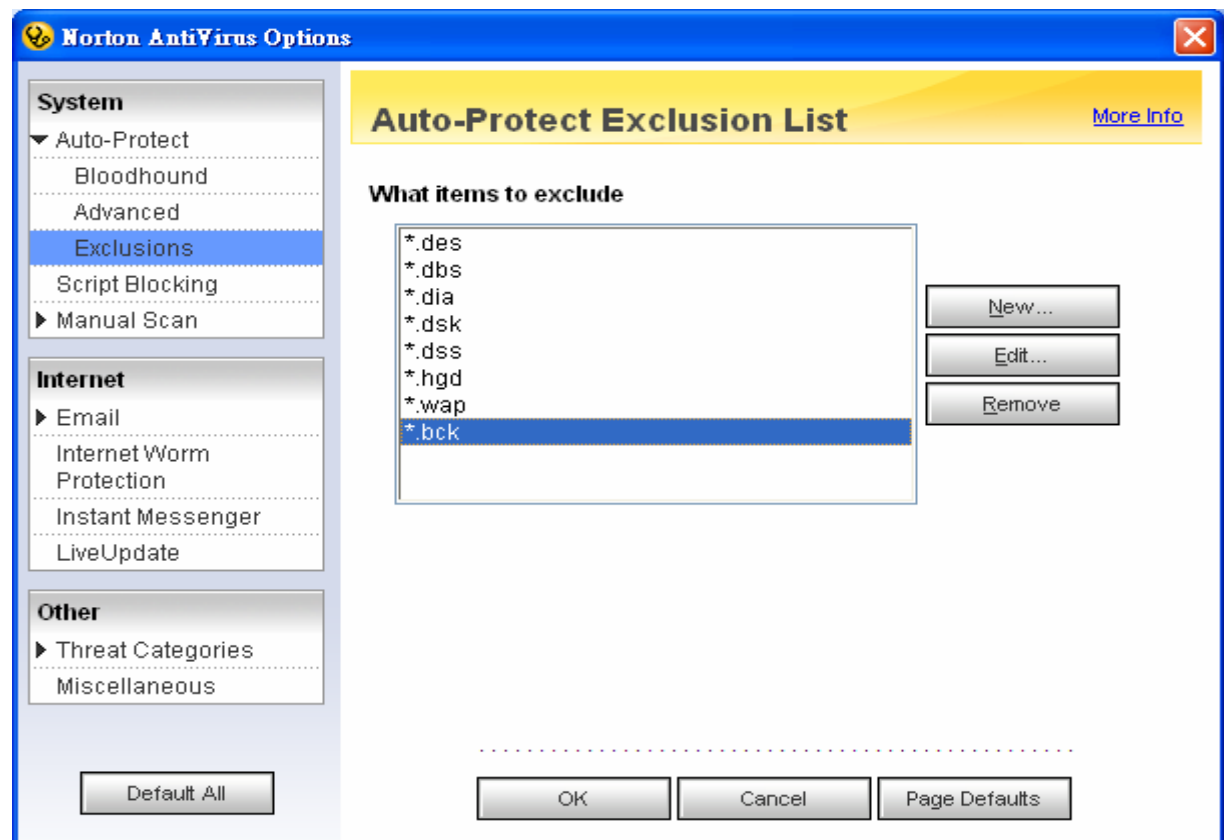 Norton AntiVirus Options
System
Auto-Protect
Bloodhound
Advanced
Exclusions
Script Blocking
Manual Scan
Internet
Email
Internet Worm
Protection
Instant Messenger
LiveUpdate
Other
Threat Categories
Miscellaneous
Default All
Auto-Protect Exclusion List
More Info
What items to exclude
*.des
*.dbs
*.dia
*.dsk
*.dss
*.hgd
*.wap
*.bck
New...
Edit...
Remove
OK
Cancel
Page Defaults